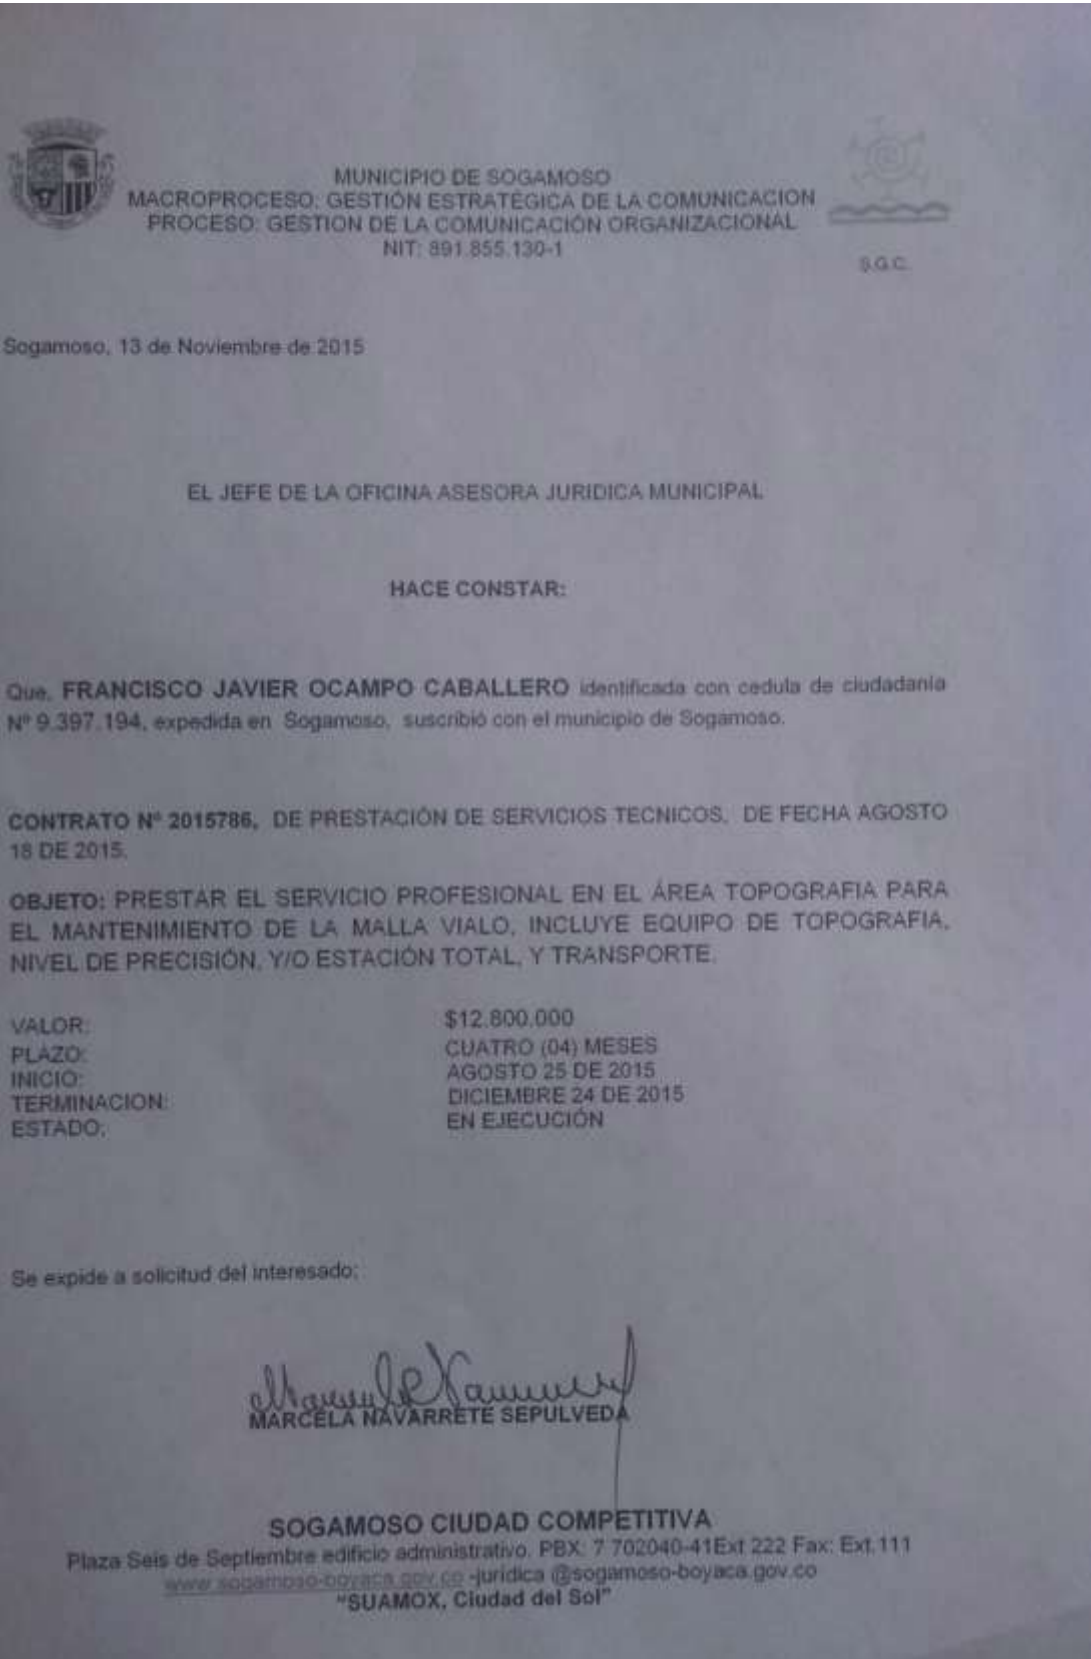 MUNICIPIO DE SOGAMOSO
MACROPROCESO: GESTIÓN ESTRATEGICA DE LA COMUNICACION
PROCESO: GESTION DE LA COMUNICACIÓN ORGANIZACIONAL
NIT: 891.855.130-1
S.G.C.
Sogamoso, 13 de Noviembre de 2015
EL JEFE DE LA OFICINA ASESORA JURIDICA MUNICIPAL
HACE CONSTAR:
Que, FRANCISCO JAVIER OCAMPO CABALLERO identificada con cedula de ciudadanía
Nº 9.397.194, expedida en Sogamoso, suscribió con el municipio de Sogamoso.
CONTRATO Nº 2015786, DE PRESTACIÓN DE SERVICIOS TECNICOS, DE FECHA AGOSTO
18 DE 2015.
OBJETO: PRESTAR EL SERVICIO PROFESIONAL EN EL ÁREA TOPOGRAFIA PARA
EL MANTENIMIENTO DE LA MALLA VIALO, INCLUYE EQUIPO DE TOPOGRAFIA,
NIVEL DE PRECISIÓN, Y/O ESTACIÓN TOTAL, Y TRANSPORTE.
VALOR: $12.800.000
PLAZO: CUATRO (04) MESES
INICIO: AGOSTO 25 DE 2015
TERMINACION: DICIEMBRE 24 DE 2015
ESTADO: EN EJECUCIÓN
Se expide a solicitud del interesado;
MARCELA NAVARRETE SEPULVEDA
SOGAMOSO CIUDAD COMPETITIVA
Plaza Seis de Septiembre edificio administrativo. PBX: 7 702040-41Ext 222 Fax: Ext.111
www.sogamoso-boyaca.gov.co -juridica @sogamoso-boyaca.gov.co
"SUAMOX, Ciudad del Sol"